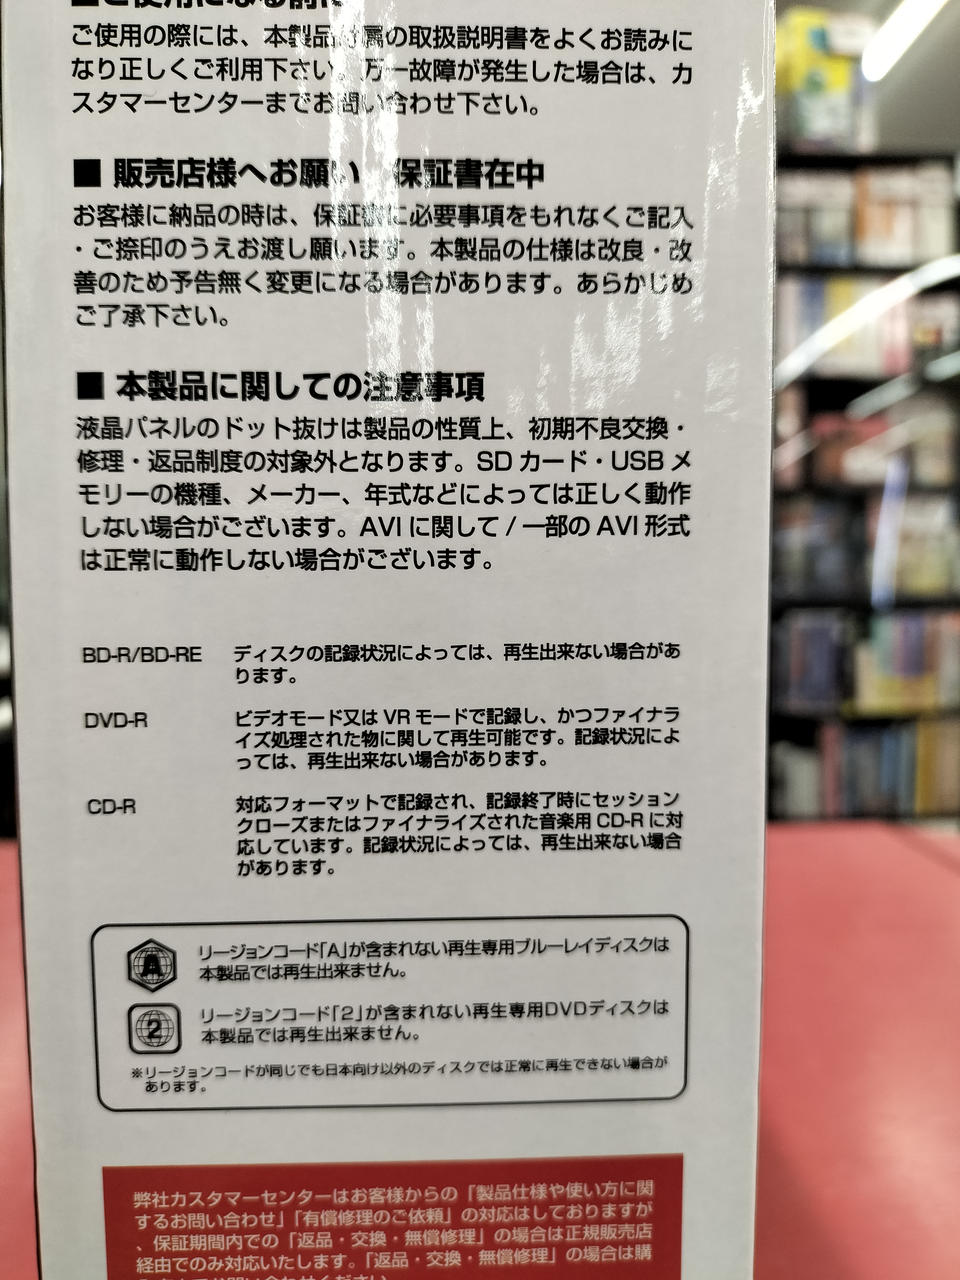 ■ご使用になる前に
ご使用の際には、本製品付属の取扱説明書をよくお読みに
なり正しくご利用下さい。万一故障が発生した場合は、カ
スタマーセンターまでお問い合わせ下さい。
■ 販売店様へお願い 保証書在中
お客様に納品の時は、保証書に必要事項をもれなくご記入
・ご捺印のうえお渡し願います。本製品の仕様は改良・改
善のため予告無く変更になる場合があります。あらかじめ
ご了承下さい。
■ 本製品に関しての注意事項
液晶パネルのドット抜けは製品の性質上、初期不良交換・
修理・返品制度の対象外となります。SD カード・USB メ
モリーの機種、メーカー、年式などによっては正しく動作
しない場合がございます。AVI に関して / 一部の AVI 形式
は正常に動作しない場合がございます。
BD-R/BD-RE ディスクの記録状況によっては、再生出来ない場合があ
ります。
DVD-R ビデオモード又は VR モードで記録し、かつファイナラ
イズ処理された物に関して再生可能です。記録状況によ
っては、再生出来ない場合があります。
CD-R 対応フォーマットで記録され、記録終了時にセッション
クローズまたはファイナライズされた音楽用 CD-R に対
応しています。記録状況によっては、再生出来ない場合
があります。
A リージョンコード「A」が含まれない再生専用ブルーレイディスクは
本製品では再生出来ません。
2 リージョンコード「2」が含まれない再生専用DVDディスクは
本製品では再生出来ません。
※リージョンコードが同じでも日本向け以外のディスクでは正常に再生できない場合が
あります。
弊社カスタマーセンターはお客様からの「製品仕様や使い方に関
するお問い合わせ」「有償修理のご依頼」の対応はしておりますが
、保証期間内での「返品・交換・無償修理」の場合は正規販売店
経由でのみ対応いたします。「返品・交換・無償修理」の場合は購